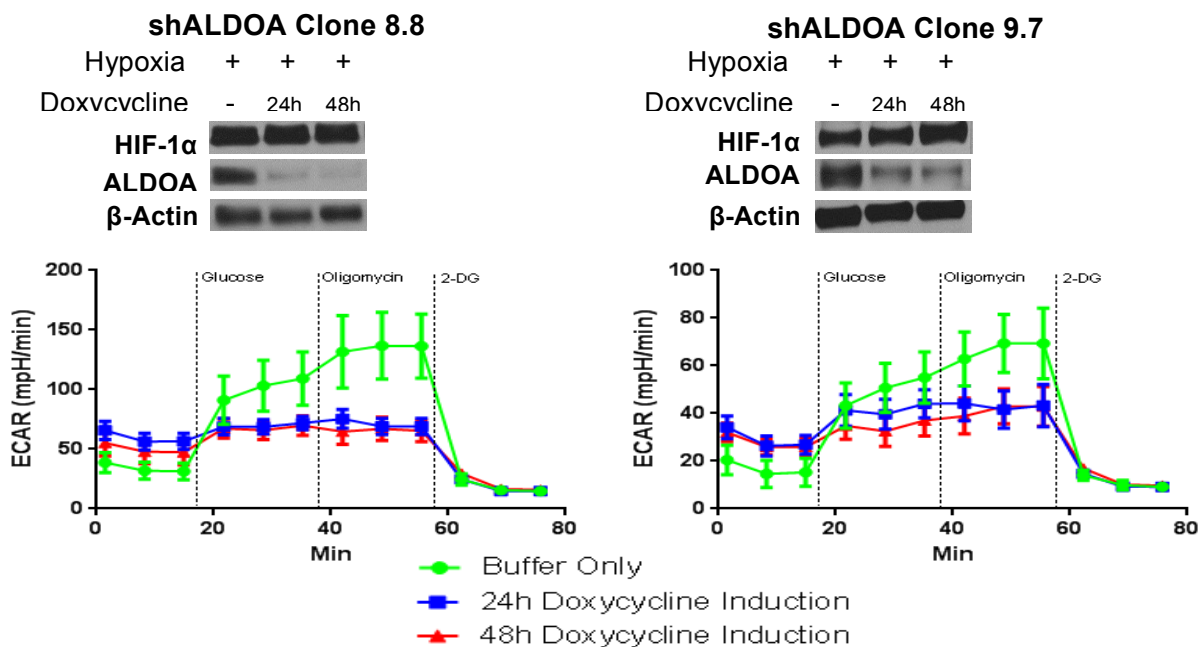 shALDOA Clone 8.8
Hypoxia + + +
Doxycycline - 24h 48h
HIF-1α
ALDOA
β-Actin
200
150
100
50
0
ECAR (mpH/min)
Glucose
Oligomycin
2-DG
0 20 40 60 80
Min
shALDOA Clone 9.7
Hypoxia + + +
Doxycycline - 24h 48h
HIF-1α
ALDOA
β-Actin
100
80
60
40
20
0
ECAR (mpH/min)
Glucose
Oligomycin
2-DG
0 20 40 60 80
Min
Buffer Only
24h Doxycycline Induction
48h Doxycycline Induction